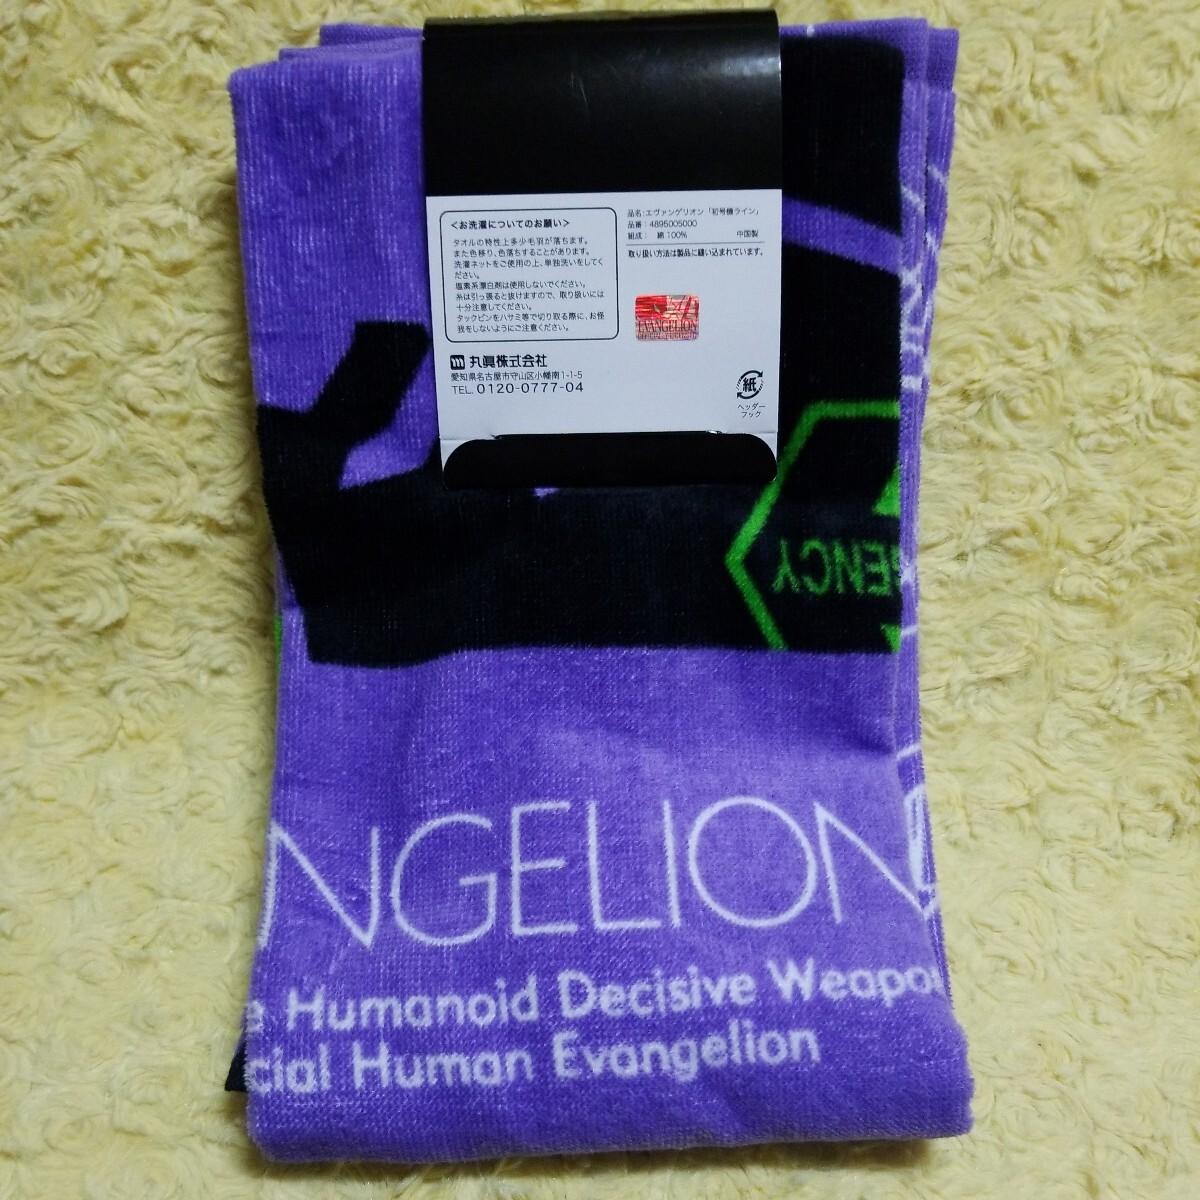 <お洗濯についてのお願い>
タオルの特性上多少毛羽が落ちます。
また色移り、色落ちすることがあります。
洗濯ネットをご使用の上、単独洗いをしてく
ださい。
塩素系漂白剤は使用しないでください。
糸は引っ張ると抜けますので、取り扱いには
十分注意してください。
タックピンをハサミ等で切り取る際に、お怪
我をしないようにご注意ください。
品名:エヴァンゲリオン「初号機ライン」
品番: 4895005000
組成: 綿100% 中国製
取り扱い方法は製品に縫い込まれています。
EVANGELION
m 丸眞株式会社
愛知県名古屋市守山区小幡南1-1-5
TEL. 0120-0777-04
紙
ヘッダー
フック
GENCY
NGELION
e Humanoid Decisive Weapo
cial Human Evangelion